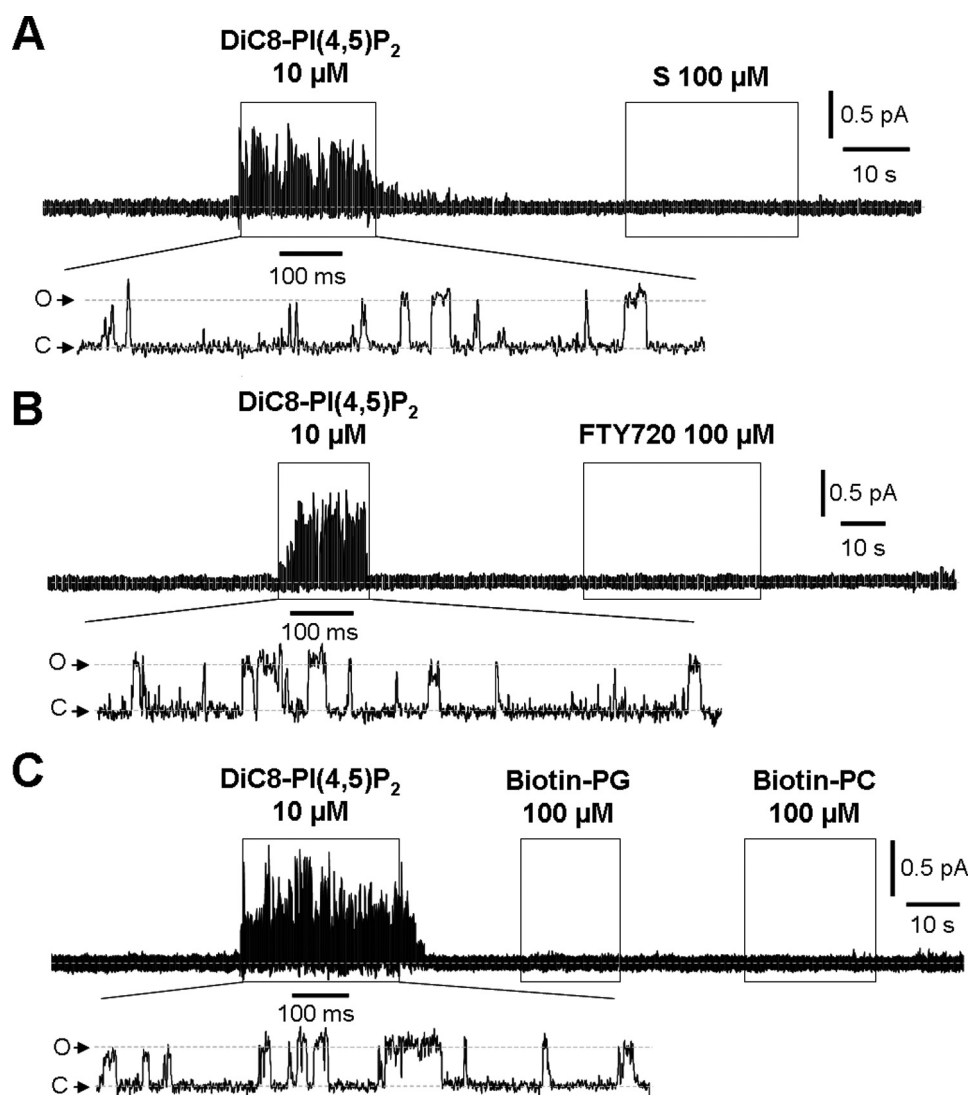 A
DiC8-PI(4,5)P₂
10 µM
S 100 µM
0.5 pA
10 s
100 ms
O
C
B
DiC8-PI(4,5)P₂
10 µM
FTY720 100 µM
0.5 pA
10 s
100 ms
O
C
C
DiC8-PI(4,5)P₂
10 µM
Biotin-PG
100 µM
Biotin-PC
100 µM
0.5 pA
10 s
100 ms
O
C